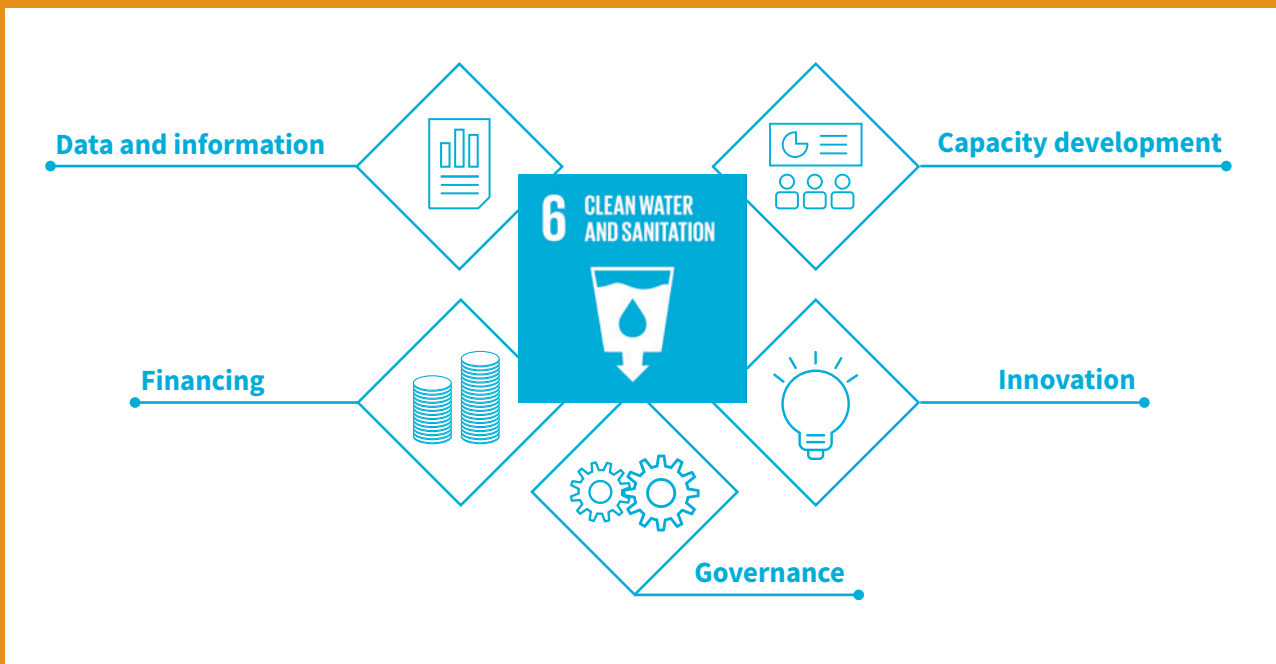 Data and information
Capacity development
6 CLEAN WATER
AND SANITATION
Financing
Innovation
Governance